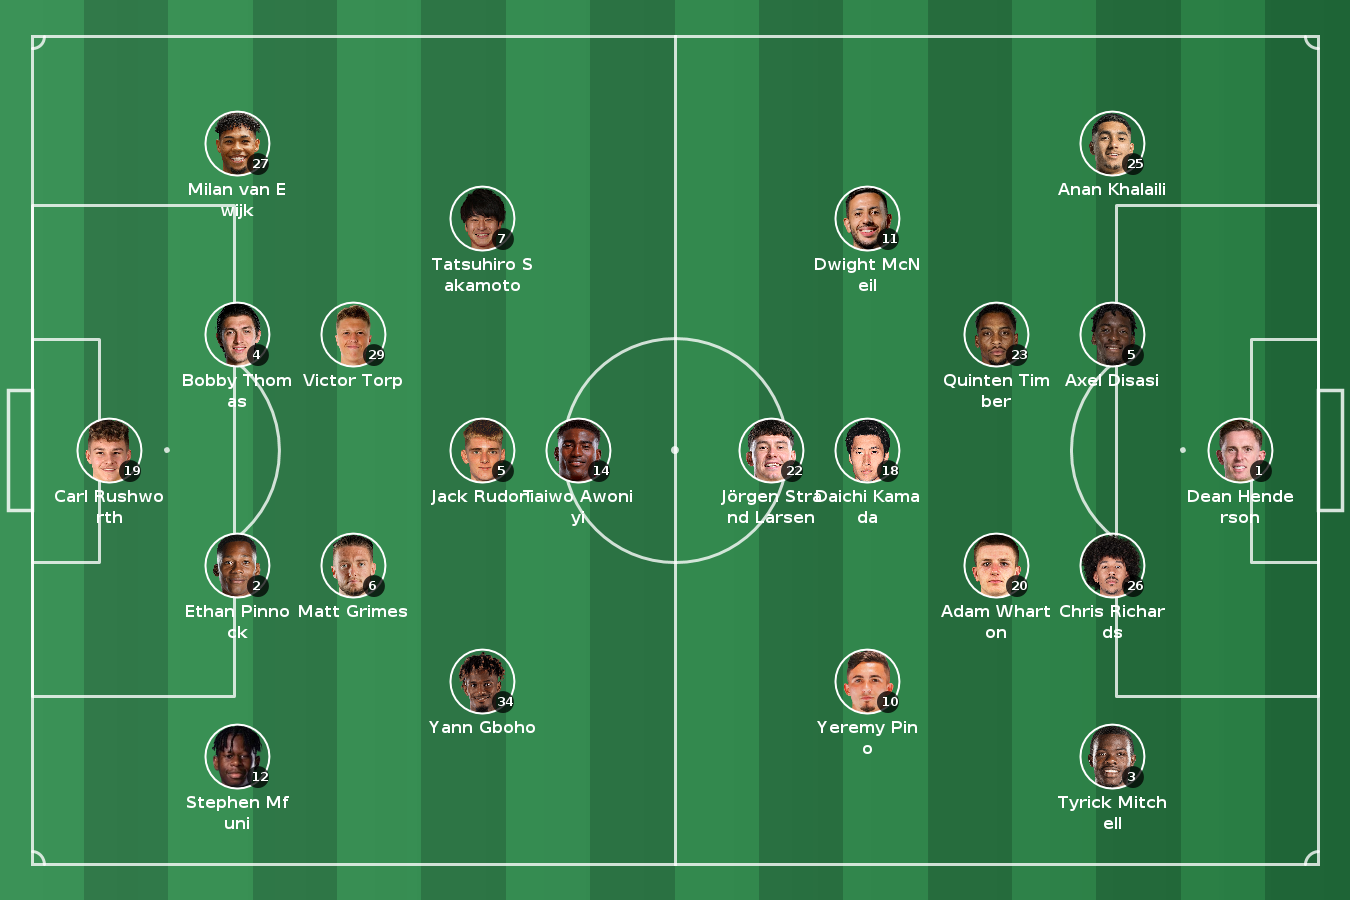 27
Milan van E
wijk
25
Anan Khalaili
7
Tatsuhiro S
akamoto
11
Dwight McN
eil
4
Bobby Thom
as
29
Victor Torp
23
Quinten Tim
ber
5
Axel Disasi
19
Carl Rushwo
rth
5
Jack Rudoni
14
Taiwo Awoni
yi
22
Jörgen Stra
nd Larsen
18
Daichi Kama
da
1
Dean Hende
rson
2
Ethan Pinno
ck
6
Matt Grimes
20
Adam Whart
on
26
Chris Richar
ds
34
Yann Gboho
10
Yeremy Pin
o
12
Stephen Mf
uni
3
Tyrick Mitch
ell